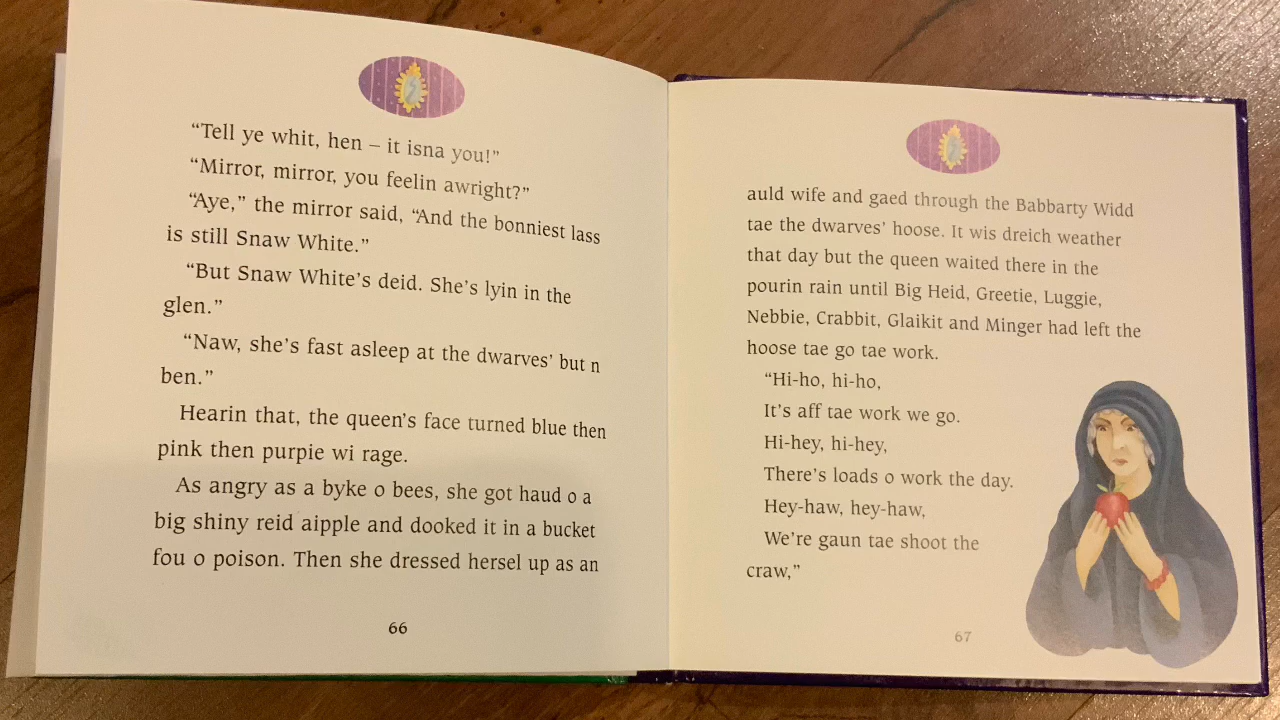 “Tell ye whit, hen – it isna you!”
“Mirror, mirror, you feelin awright?”
“Aye,” the mirror said, “And the bonniest lass
is still Snaw White.”
“But Snaw White’s deid. She’s lyin in the
glen.”
“Naw, she’s fast asleep at the dwarves’ but n
ben.”
Hearin that, the queen’s face turned blue then
pink then purpie wi rage.
As angry as a byke o bees, she got haud o a
big shiny reid aipple and dooked it in a bucket
fou o poison. Then she dressed hersel up as an
66
auld wife and gaed through the Babbarty Widd
tae the dwarves’ hoose. It wis dreich weather
that day but the queen waited there in the
pourin rain until Big Heid, Greetie, Luggie,
Nebbie, Crabbit, Glaikit and Minger had left the
hoose tae go tae work.
“Hi-ho, hi-ho,
It’s aff tae work we go.
Hi-hey, hi-hey,
There’s loads o work the day.
Hey-haw, hey-haw,
We’re gaun tae shoot the
craw,”
67